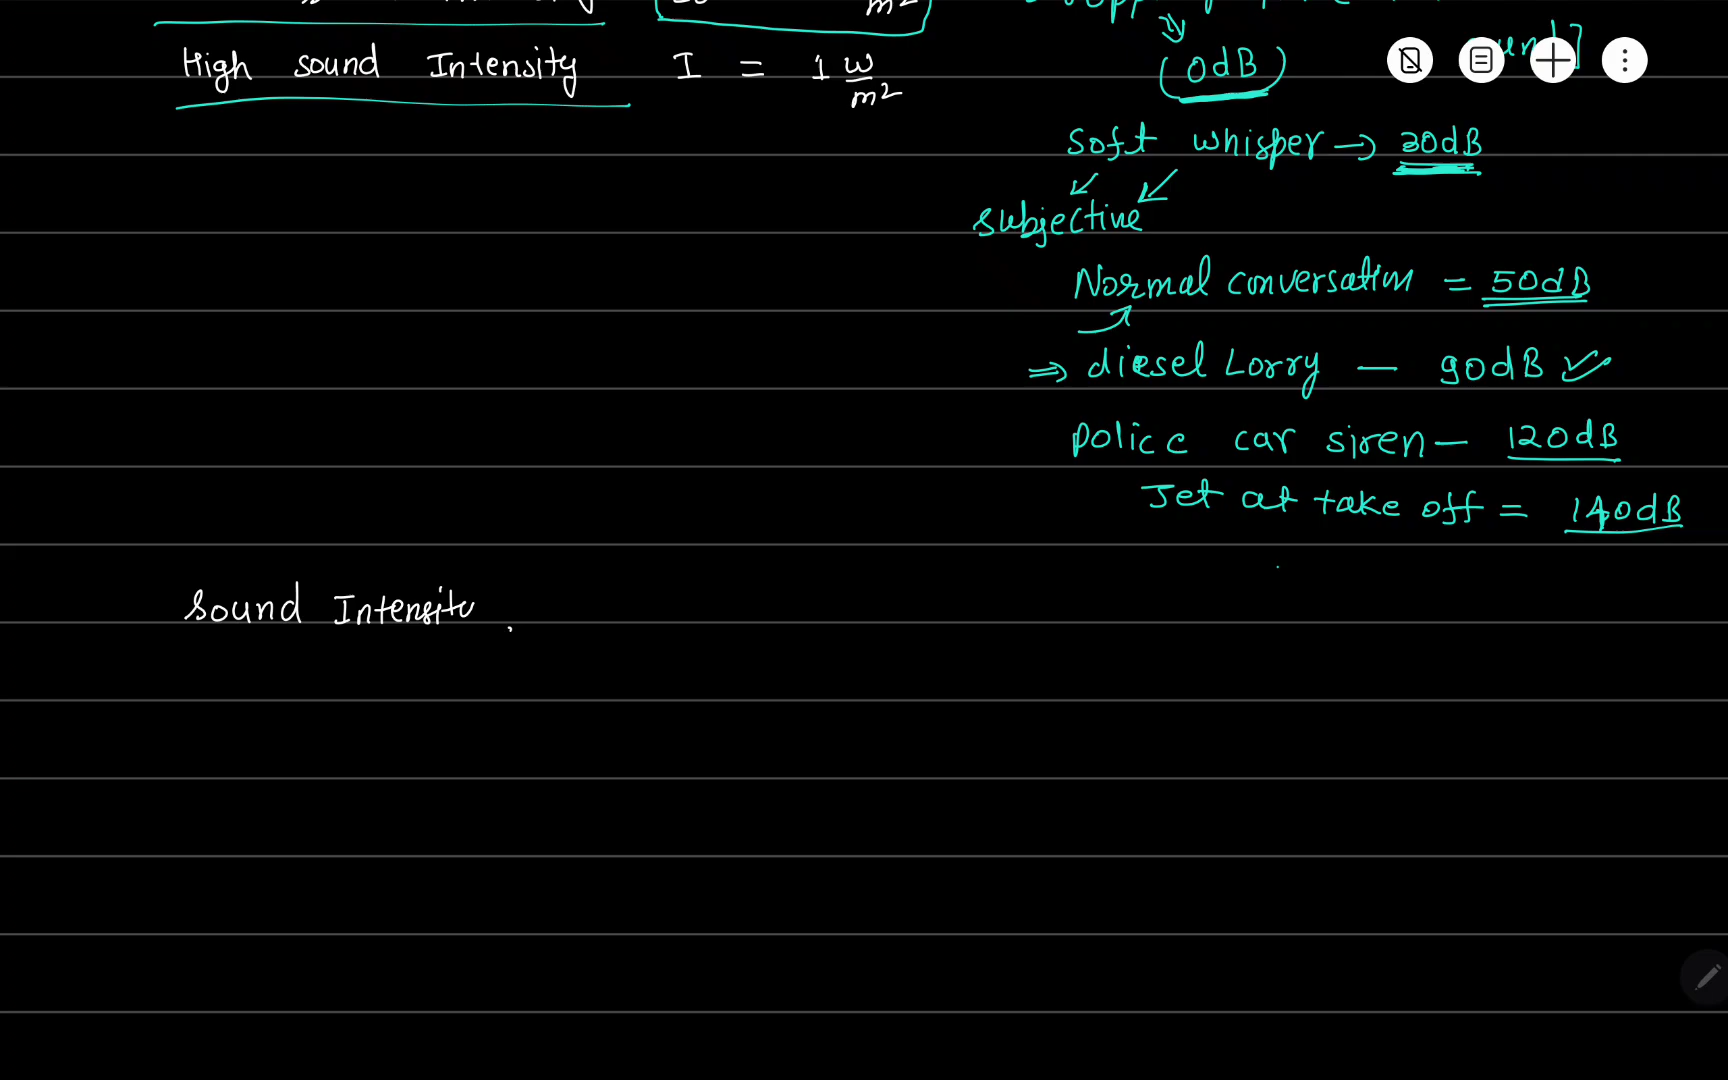 High sound Intensity I = 1 w/m²
(0dB)
Soft whisper → 30dB
subjective
Normal conversation = 50dB
⇒ diesel Lorry — 90dB ✓
police car siren — 120dB
Jet at take off = 140dB
Sound Intensity